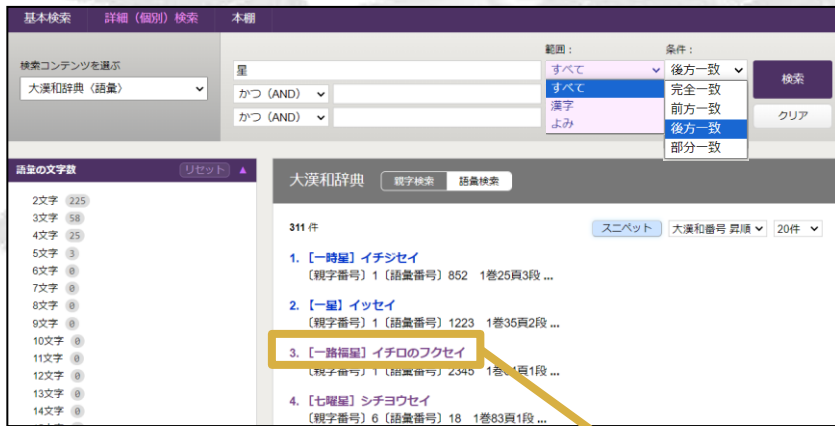 基本検索 詳細（個別）検索 本棚
検索コンテンツを選ぶ
大漢和辞典〈語彙〉
範囲： 条件：
星 すべて 後方一致 検索
かつ（AND）
かつ（AND）
すべて
漢字
よみ
完全一致
前方一致
後方一致
部分一致
クリア
語彙の文字数 リセット ▲
2文字 225
3文字 58
4文字 25
5文字 3
6文字 0
7文字 0
8文字 0
9文字 0
10文字 0
11文字 0
12文字 0
13文字 0
14文字 0
大漢和辞典 親字検索 語彙検索
311 件 スニペット 大漢和番号 昇順 20件
1. ［一時星］イチジセイ
〔親字番号〕1〔語彙番号〕852 1巻25頁3段 ...
2. ［一星］イッセイ
〔親字番号〕1〔語彙番号〕1223 1巻35頁2段 ...
3. ［一路福星］イチロのフクセイ
〔親字番号〕1〔語彙番号〕2345 頁1段 ...
4. ［七曜星］シチヨウセイ
〔親字番号〕6〔語彙番号〕18 1巻83頁1段 ...